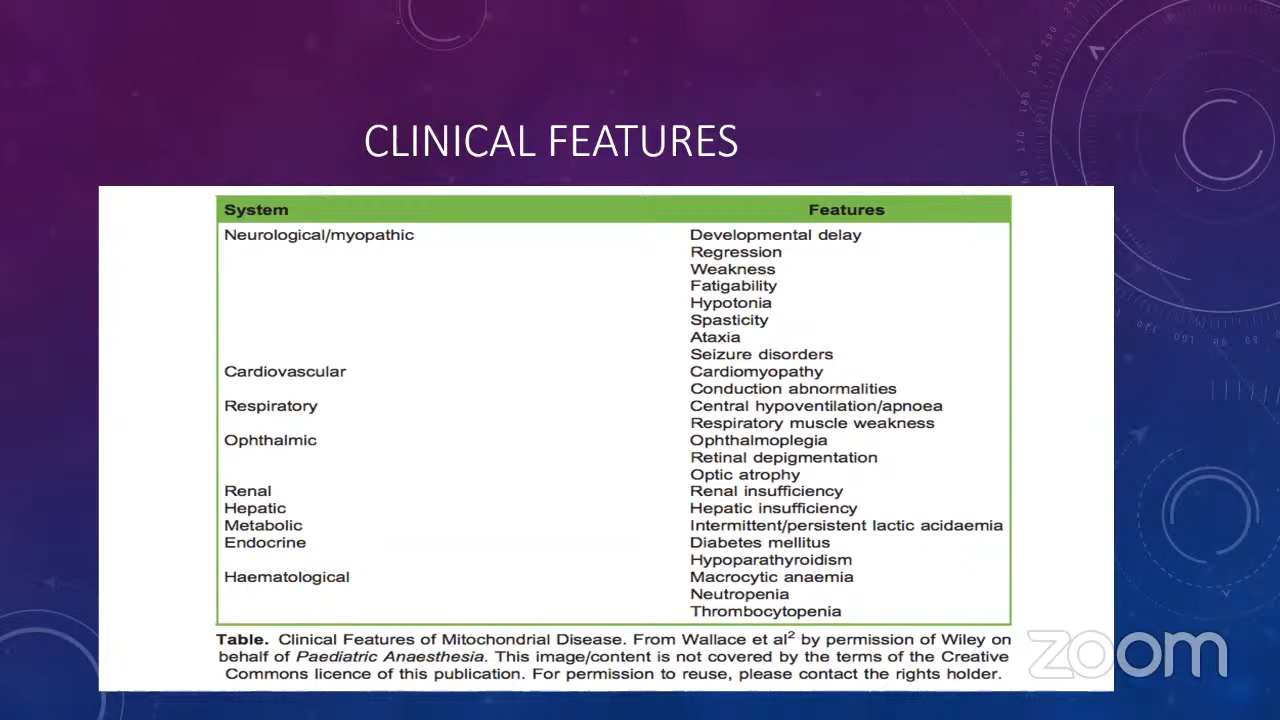 CLINICAL FEATURES
System Features
Neurological/myopathic Developmental delay
Regression
Weakness
Fatigability
Hypotonia
Spasticity
Ataxia
Seizure disorders
Cardiovascular Cardiomyopathy
Conduction abnormalities
Respiratory Central hypoventilation/apnoea
Respiratory muscle weakness
Ophthalmic Ophthalmoplegia
Retinal depigmentation
Optic atrophy
Renal Renal insufficiency
Hepatic Hepatic insufficiency
Metabolic Intermittent/persistent lactic acidaemia
Endocrine Diabetes mellitus
Hypoparathyroidism
Haematological Macrocytic anaemia
Neutropenia
Thrombocytopenia
Table. Clinical Features of Mitochondrial Disease. From Wallace et al2 by permission of Wiley on
behalf of Paediatric Anaesthesia. This image/content is not covered by the terms of the Creative
Commons licence of this publication. For permission to reuse, please contact the rights holder.
zoom